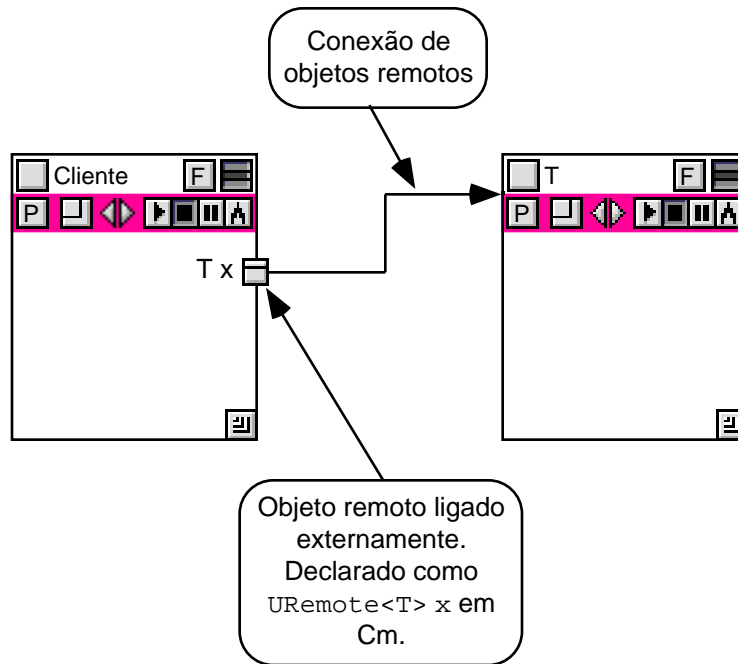 Conexão de
objetos remotos
Cliente F
P
T x
T F
P
Objeto remoto ligado
externamente.
Declarado como
URemote<T> x em
Cm.